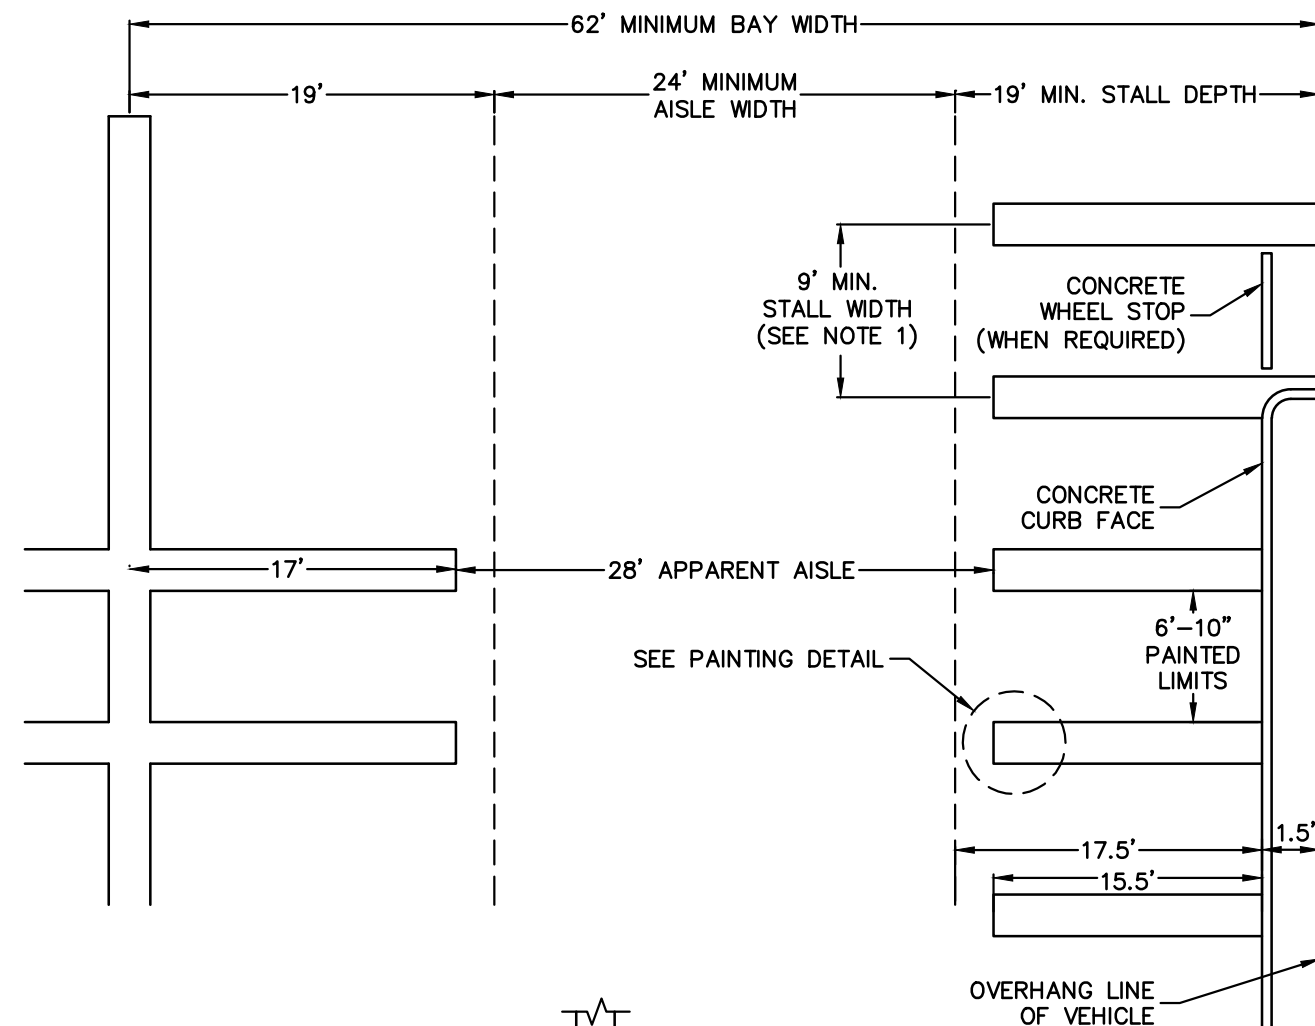 62' MINIMUM BAY WIDTH
19'
24' MINIMUM
AISLE WIDTH
19' MIN. STALL DEPTH
9' MIN.
STALL WIDTH
(SEE NOTE 1)
CONCRETE
WHEEL STOP
(WHEN REQUIRED)
CONCRETE
CURB FACE
17'
28' APPARENT AISLE
6'-10"
PAINTED
LIMITS
SEE PAINTING DETAIL
17.5'
1.5'
15.5'
OVERHANG LINE
OF VEHICLE